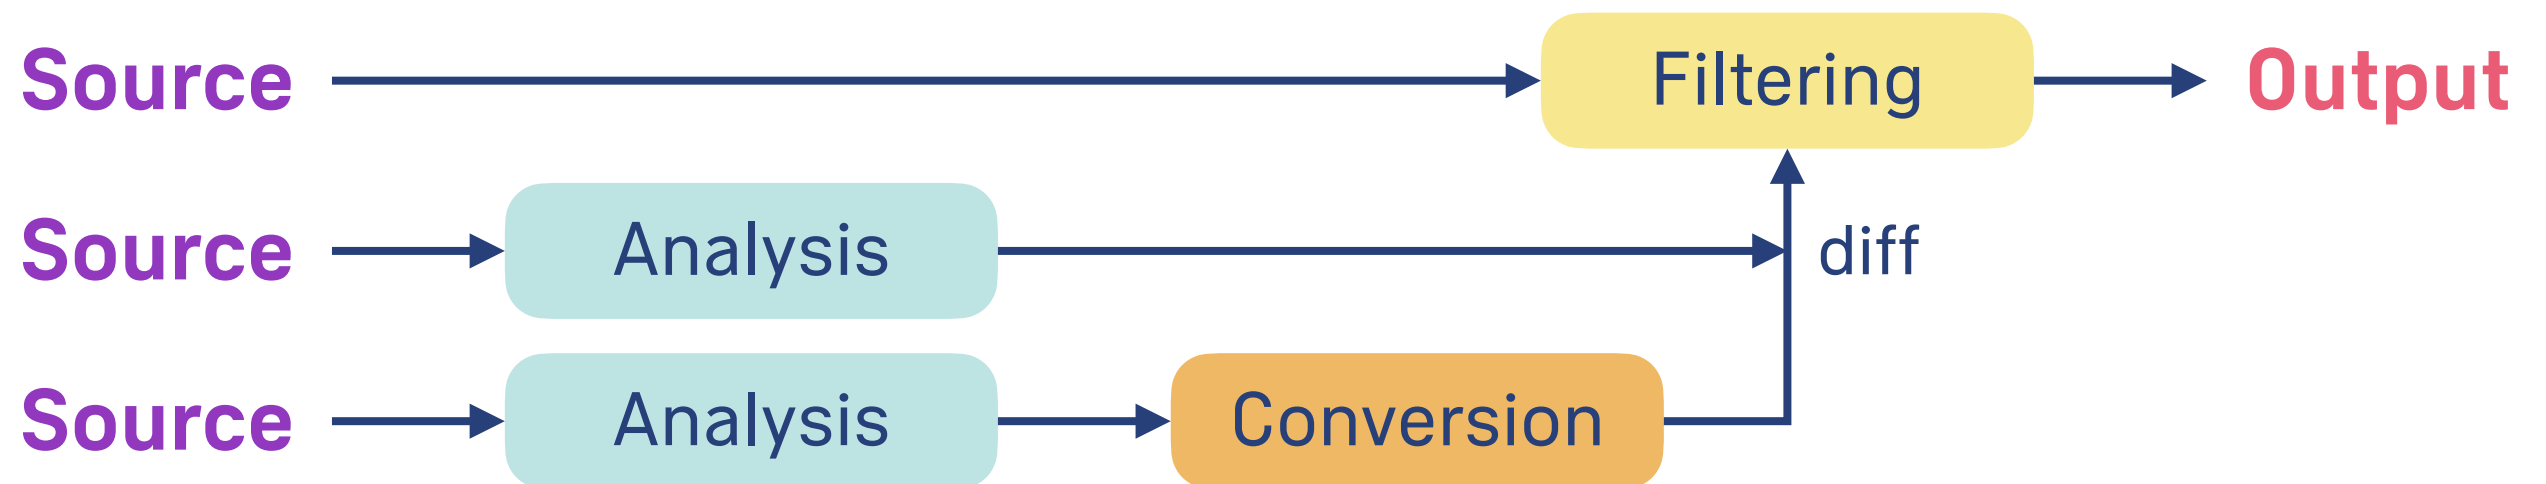 Source Filtering Output
Source Analysis diff
Source Analysis Conversion